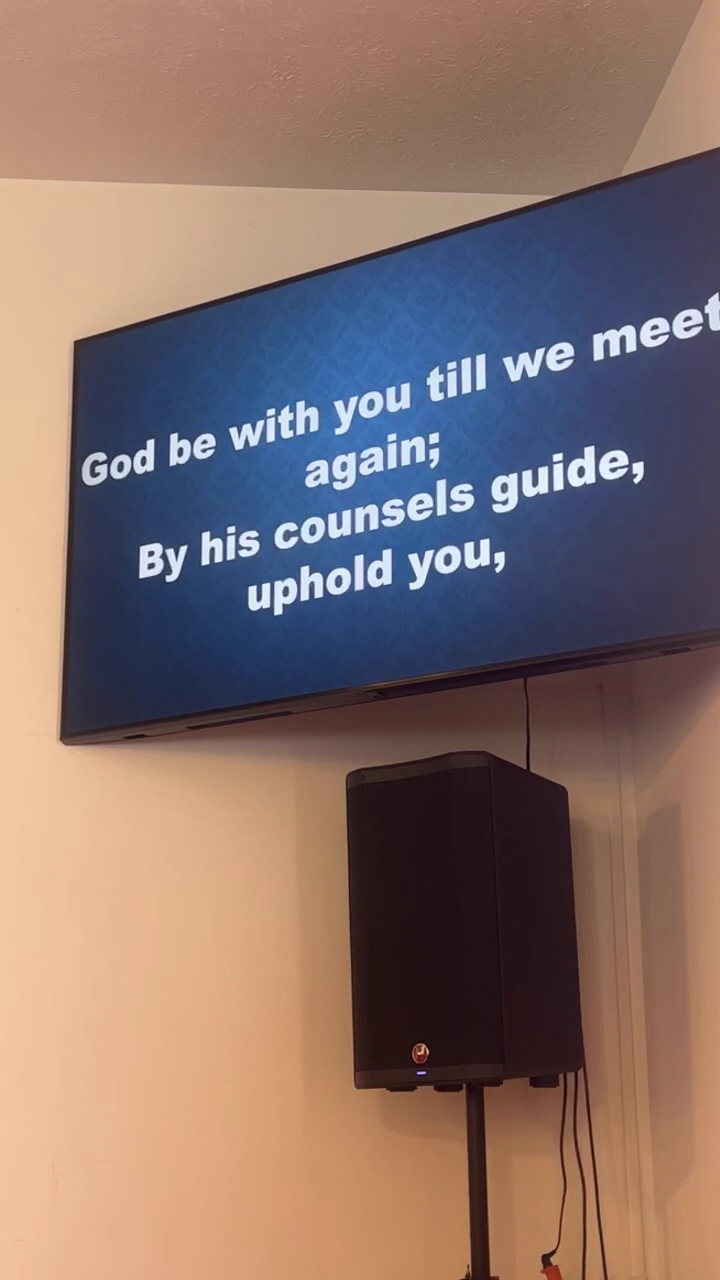 God be with you till we meet
again;
By his counsels guide,
uphold you,